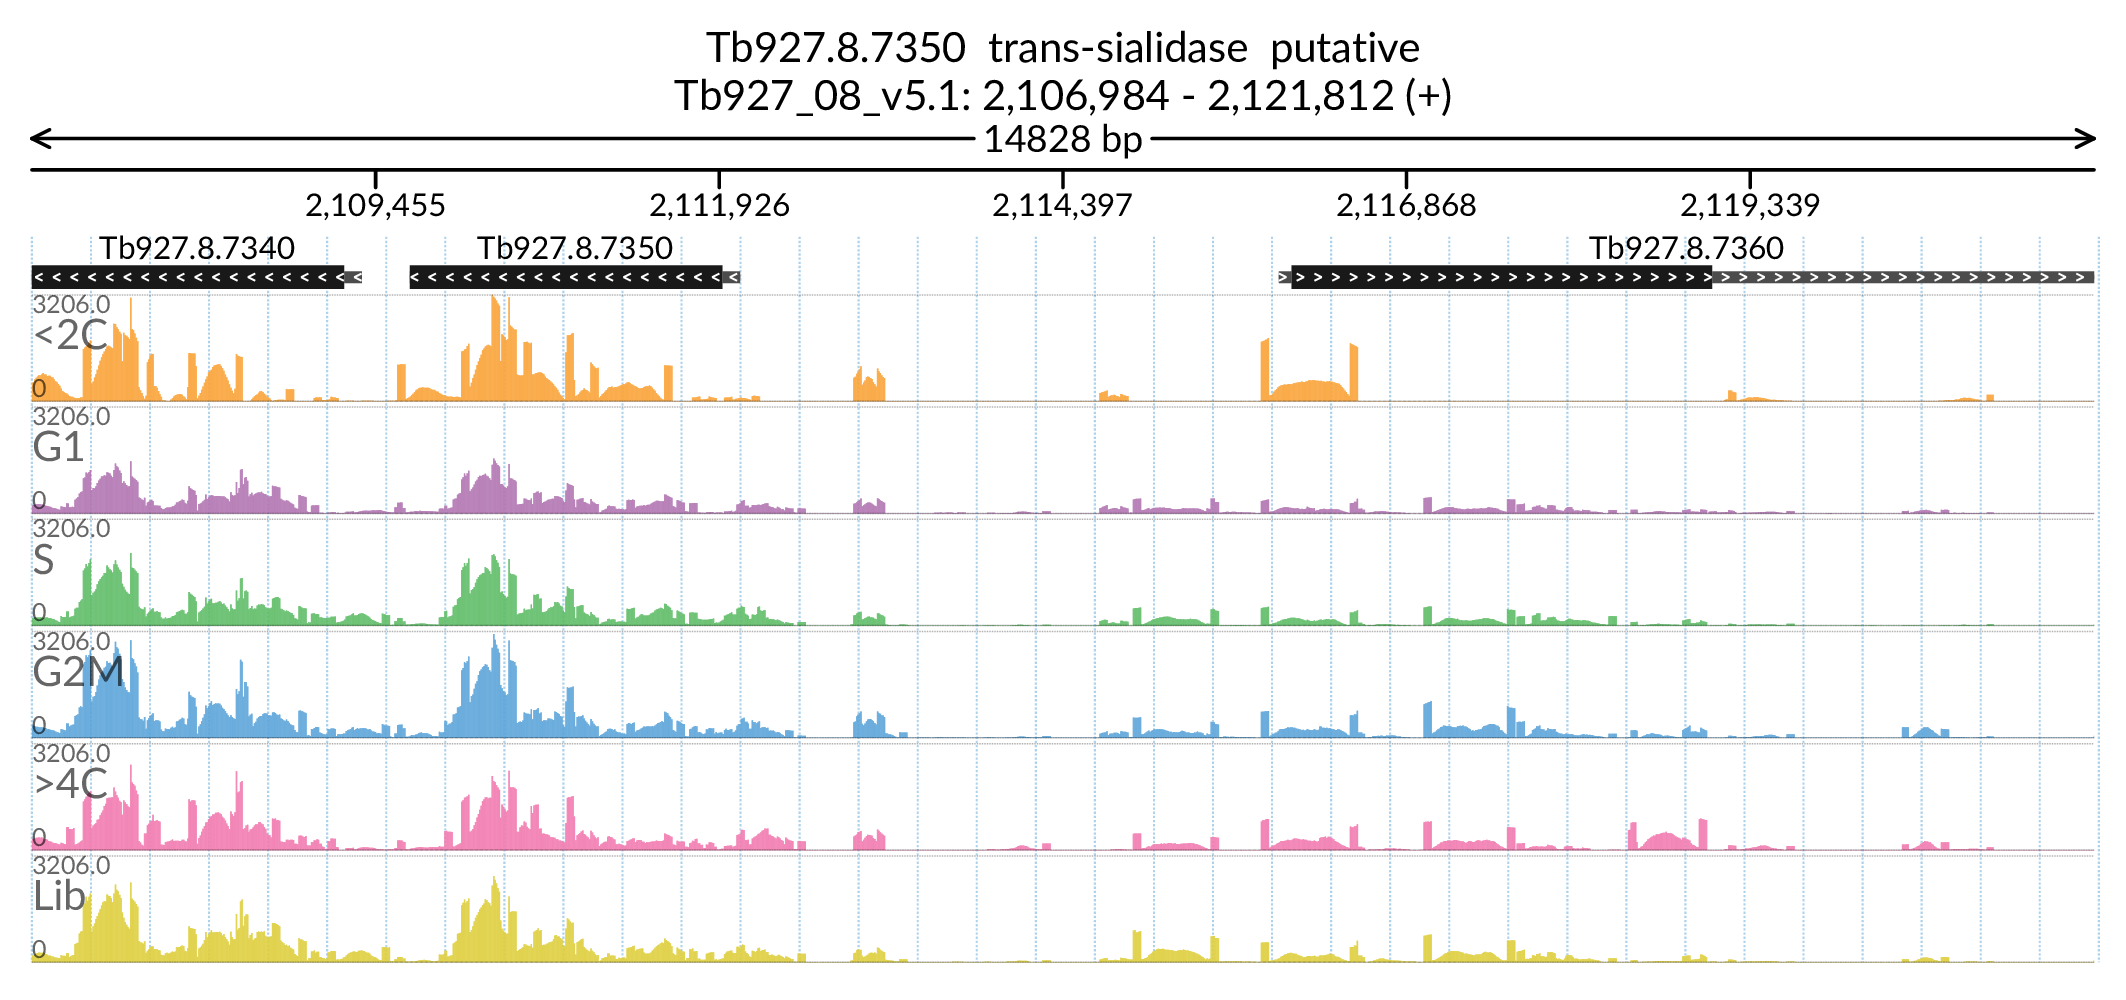 Tb927.8.7350 trans-sialidase putative
Tb927_08_v5.1: 2,106,984 - 2,121,812 (+)
14828 bp
2,109,455 2,111,926 2,114,397 2,116,868 2,119,339
Tb927.8.7340 Tb927.8.7350 Tb927.8.7360
3206.0
<2C
0
3206.0
G1
0
3206.0
S
0
3206.0
G2M
0
3206.0
>4C
0
3206.0
Lib
0